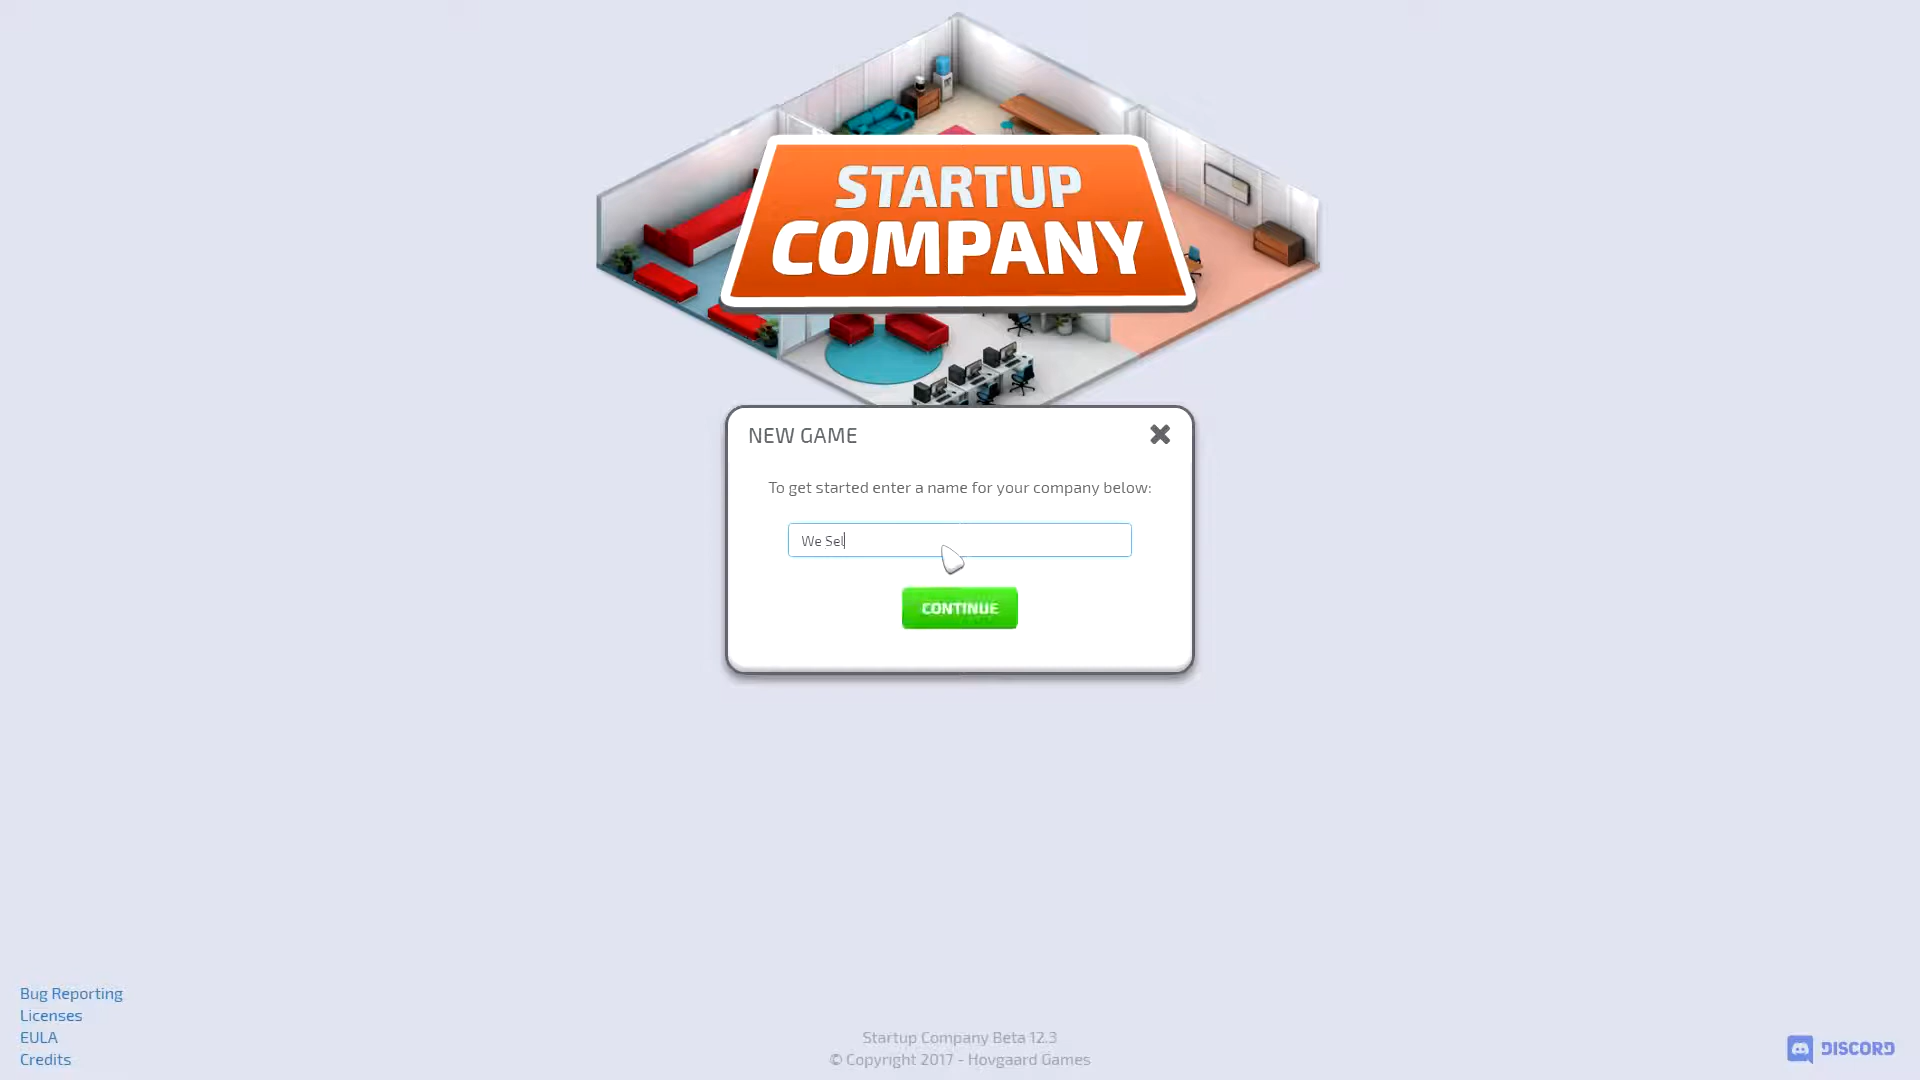 STARTUP
COMPANY
NEW GAME
To get started enter a name for your company below:
We Sel
CONTINUE
Bug Reporting
Licenses
EULA
Credits
Startup Company Beta 12.3
© Copyright 2017 - Hovgaard Games
DISCORD